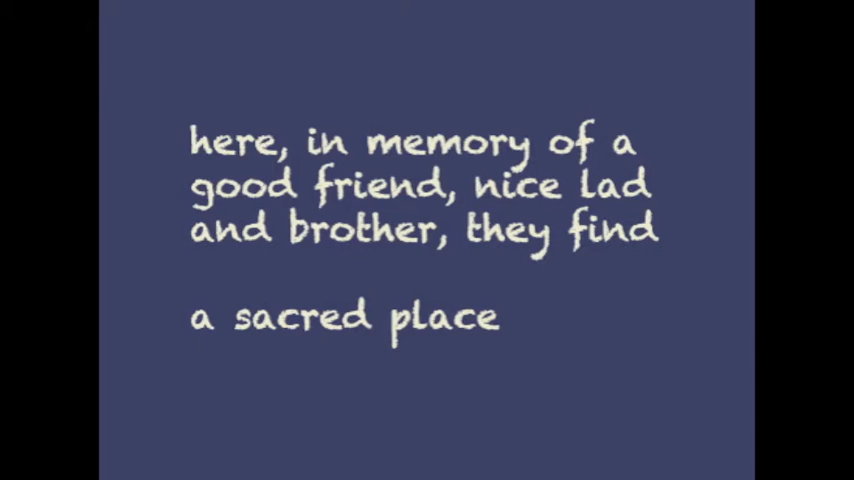 here, in memory of a
good friend, nice lad
and brother, they find
a sacred place